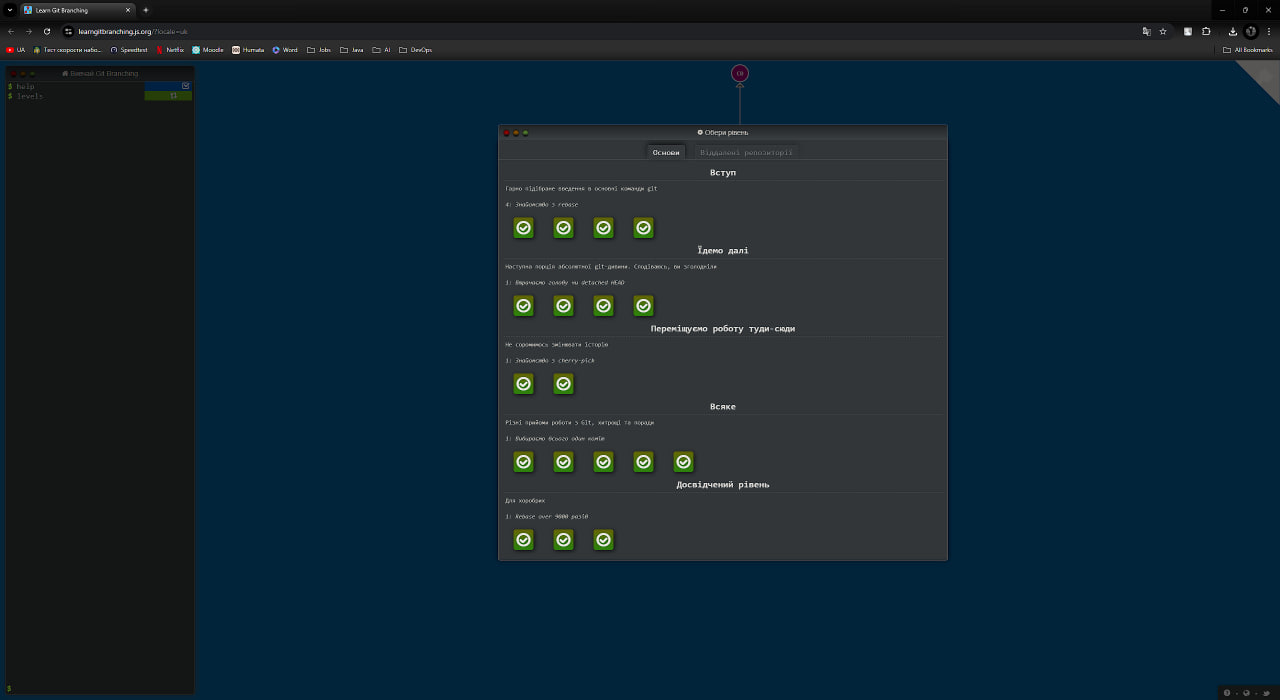 Learn Git Branching
learngitbranching.js.org/?locale=uk
UA
Тест скорости набо...
Speedtest
Netflix
Moodle
Humata
Word
Jobs
Java
AI
DevOps
All Bookmarks
Вивчай Git Branching
$ help
$ levels
$
C0
Обери рівень
Основи
Віддалені репозиторії
Вступ
Гарно підібране введення в основні команди git
4: Знайомство з rebase
Їдемо далі
Наступна порція абсолютної git-дивини. Сподіваюсь, ви зголодніли
1: Втрачаємо голову чи detached HEAD
Переміщуємо роботу туди-сюди
Не соромимось змінювати історію
1: Знайомство з cherry-pick
Всяке
Різні прийоми роботи з Git, хитрощі та поради
1: Вибираємо всього один коміт
Досвідчений рівень
Для хоробрих
1: Rebase over 9000 разів